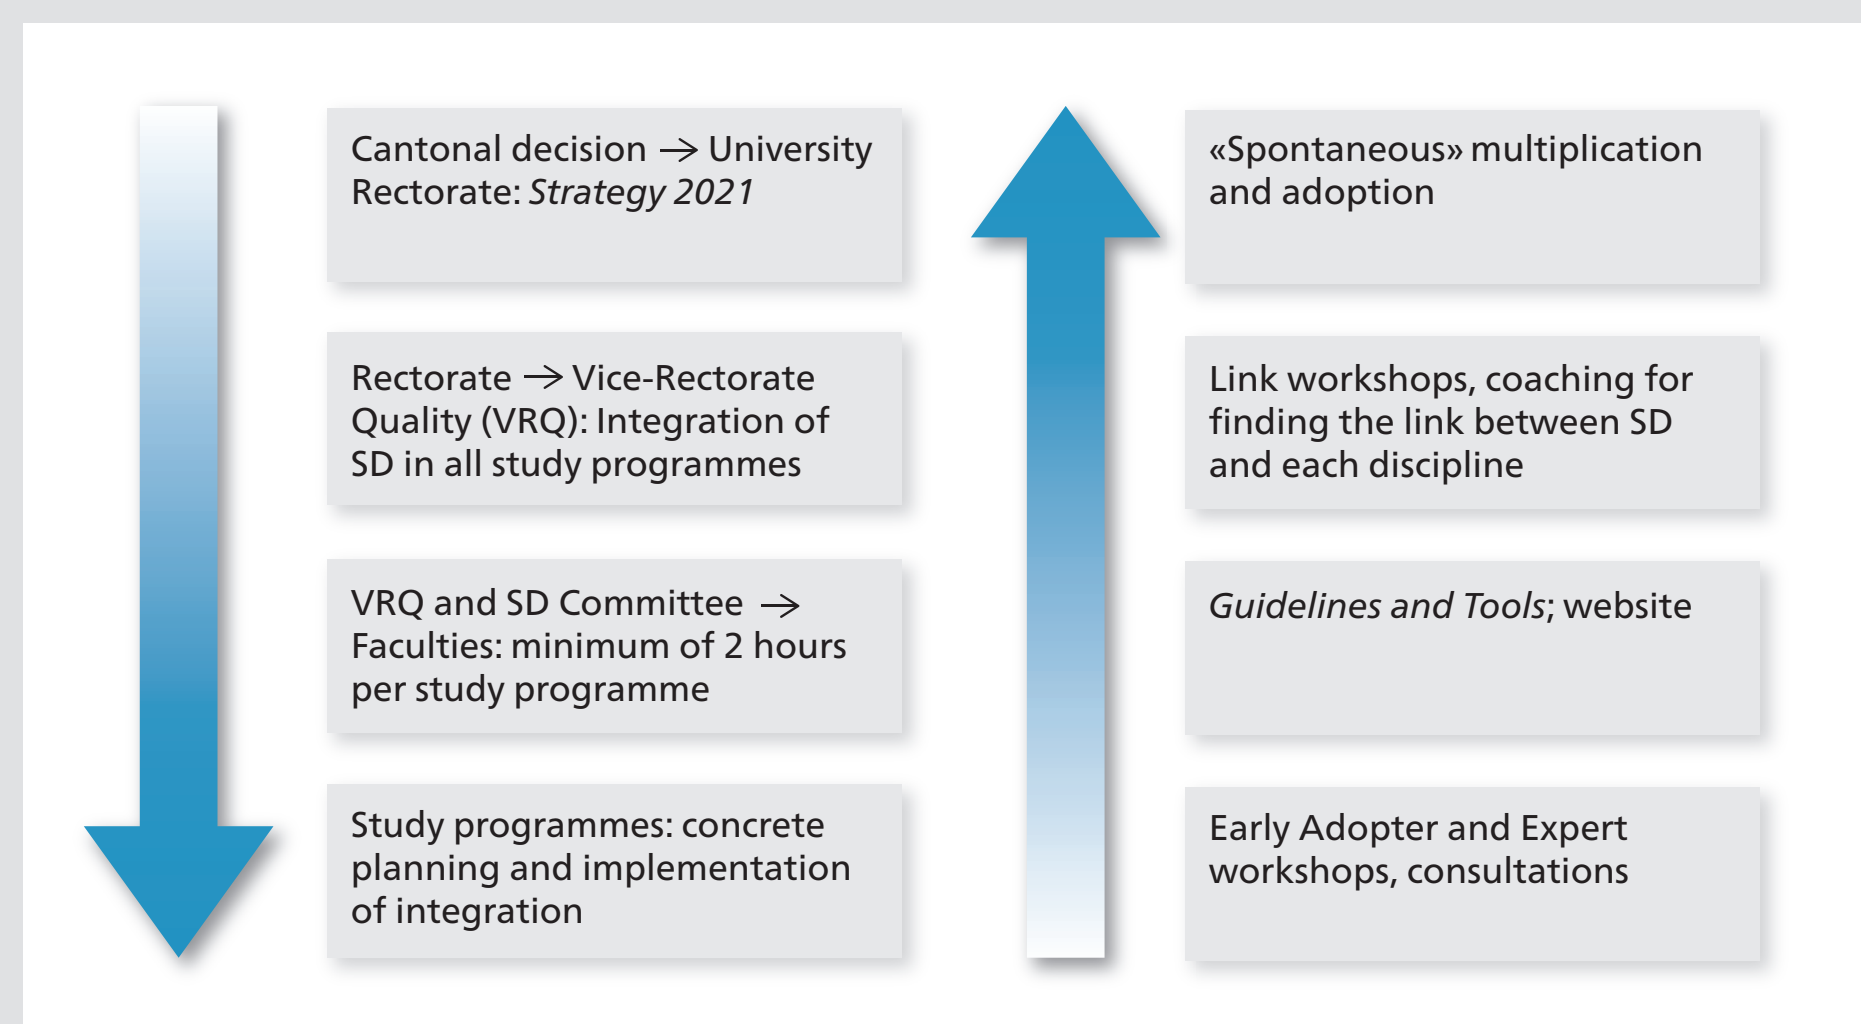 Cantonal decision → University
Rectorate: Strategy 2021
Rectorate → Vice-Rectorate
Quality (VRQ): Integration of
SD in all study programmes
VRQ and SD Committee →
Faculties: minimum of 2 hours
per study programme
Study programmes: concrete
planning and implementation
of integration
«Spontaneous» multiplication
and adoption
Link workshops, coaching for
finding the link between SD
and each discipline
Guidelines and Tools; website
Early Adopter and Expert
workshops, consultations